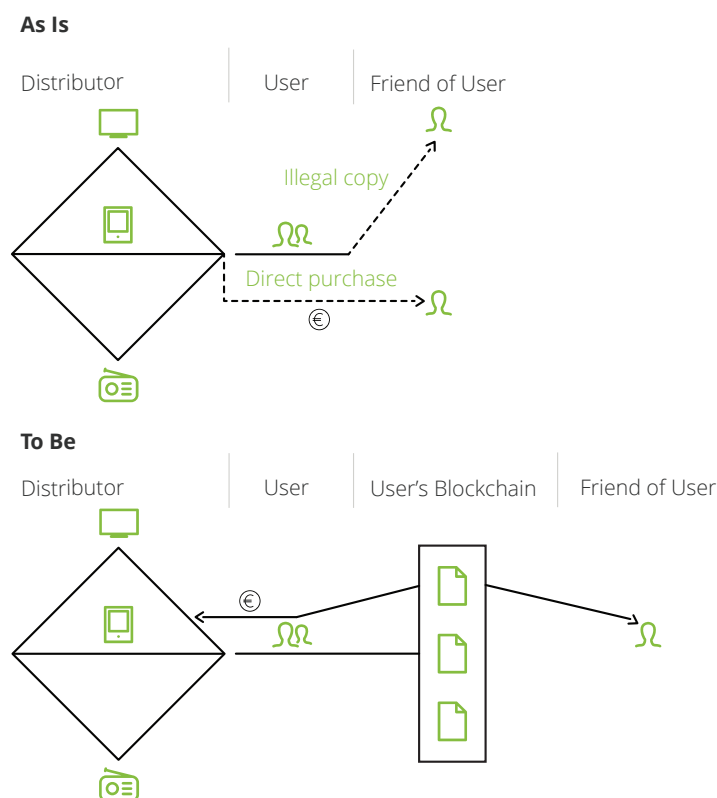 As Is
Distributor
User
Friend of User
Illegal copy
Direct purchase
€
To Be
Distributor
User
User’s Blockchain
Friend of User
€